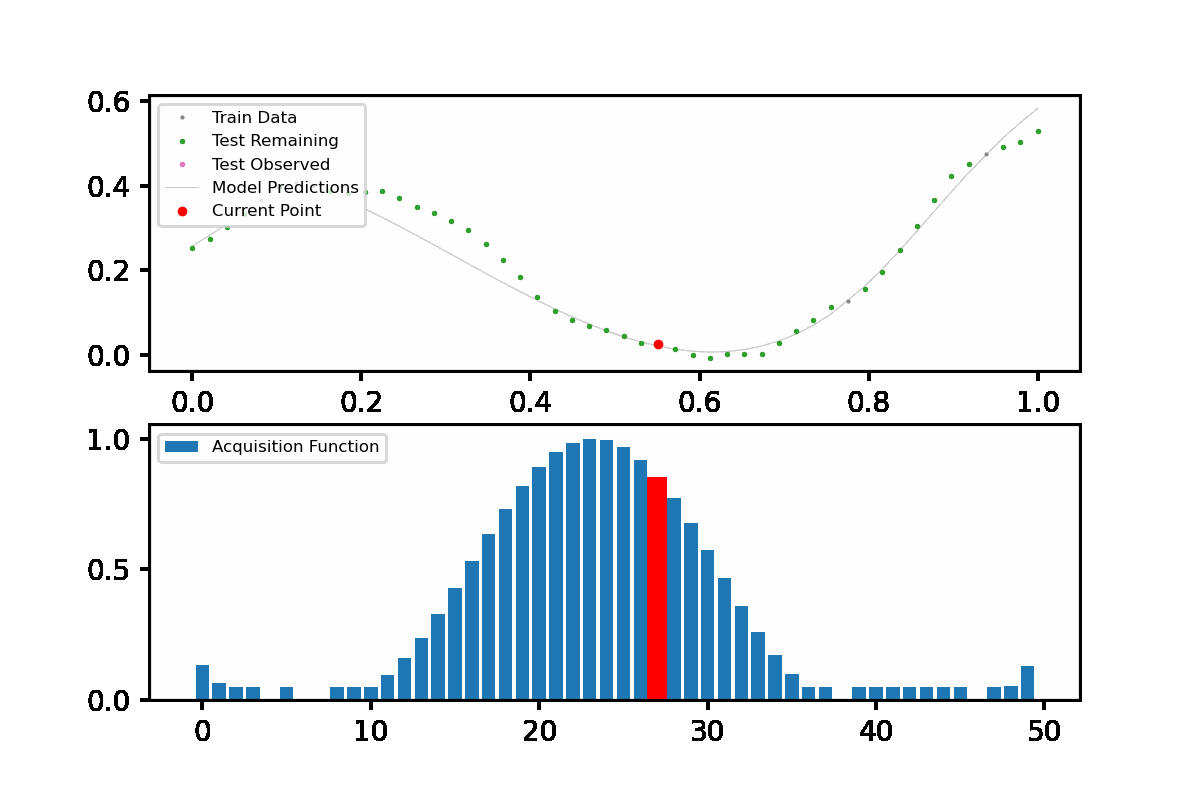 0.6
0.4
0.2
0.0
Train Data
Test Remaining
Test Observed
Model Predictions
Current Point
0.0 0.2 0.4 0.6 0.8 1.0
1.0
0.5
0.0
Acquisition Function
0 10 20 30 40 50